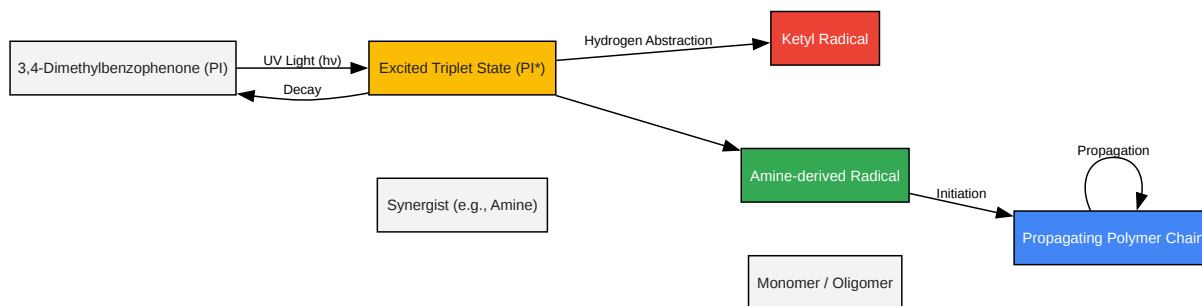 Ketyl Radical
Hydrogen Abstraction
3,4-Dimethylbenzophenone (PI)
UV Light (hν)
Excited Triplet State (PI*)
Decay
Propagation
Amine-derived Radical
Initiation
Synergist (e.g., Amine)
Propagating Polymer Chain
Monomer / Oligomer